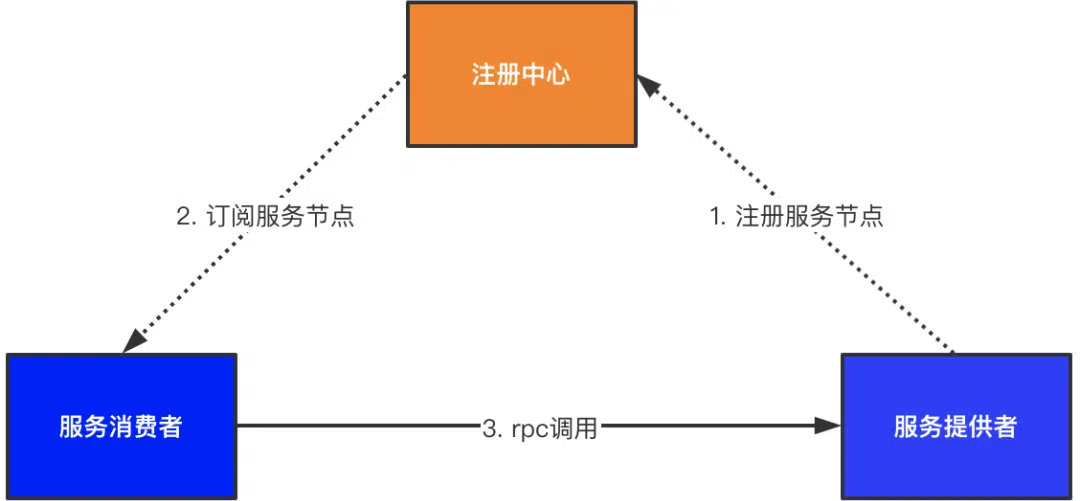 注册中心
2. 订阅服务节点
1. 注册服务节点
服务消费者
3. rpc调用
服务提供者